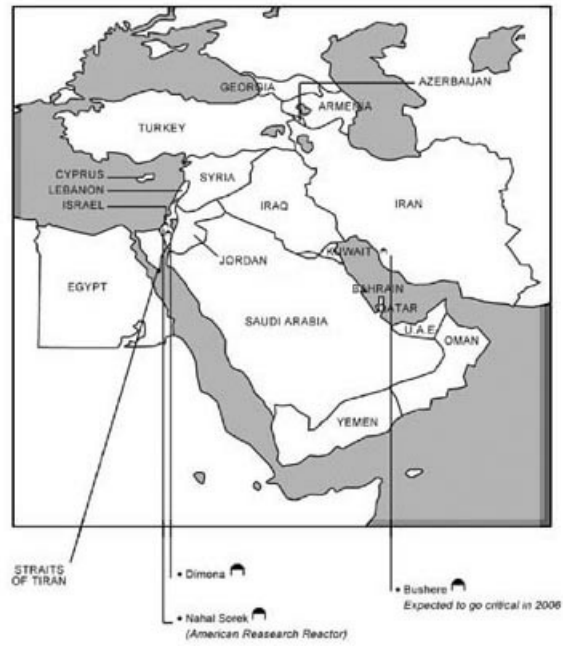 GEORGIA
AZERBAIJAN
ARMENIA
TURKEY
CYPRUS
LEBANON
ISRAEL
SYRIA
IRAQ
IRAN
JORDAN
KUWAIT
EGYPT
BAHRAIN
QATAR
SAUDI ARABIA
U.A.E
OMAN
YEMEN
STRAITS
OF TIRAN
• Dimona
• Bushere
Expected to go critical in 2006
• Nahal Sorek
(American Reasearch Reactor)